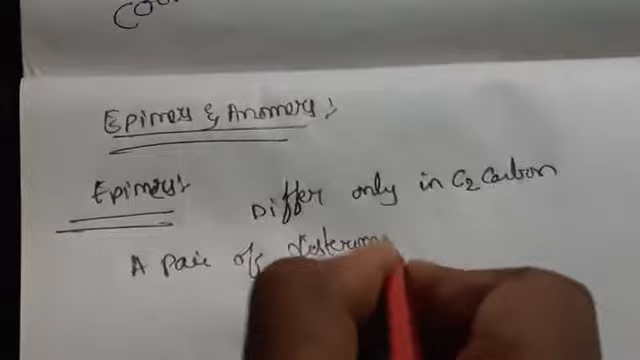 Epimers & Anomers:
Epimers:
Differ only in C2 Carbon
A pair of